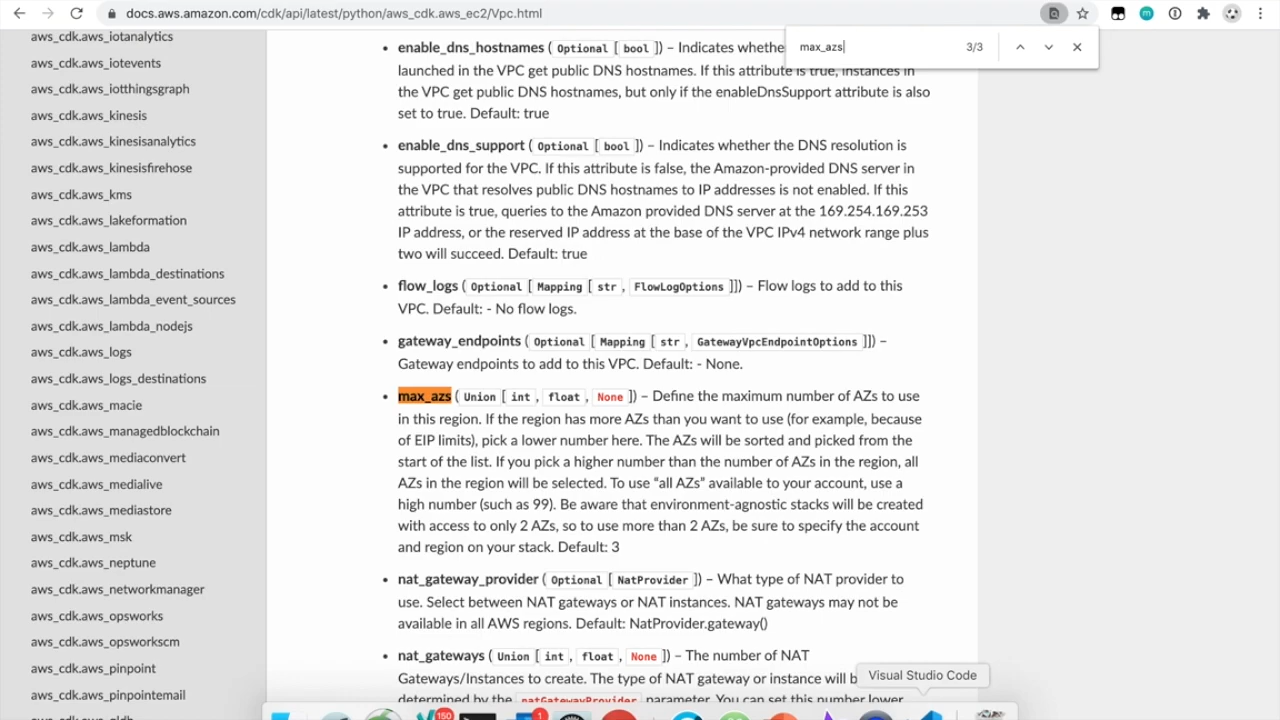 docs.aws.amazon.com/cdk/api/latest/python/aws_cdk.aws_ec2/Vpc.html
max_azs
3/3
aws_cdk.aws_iotanalytics
aws_cdk.aws_iotevents
aws_cdk.aws_iotthingsgraph
aws_cdk.aws_kinesis
aws_cdk.aws_kinesisanalytics
aws_cdk.aws_kinesisfirehose
aws_cdk.aws_kms
aws_cdk.aws_lakeformation
aws_cdk.aws_lambda
aws_cdk.aws_lambda_destinations
aws_cdk.aws_lambda_event_sources
aws_cdk.aws_lambda_nodejs
aws_cdk.aws_logs
aws_cdk.aws_logs_destinations
aws_cdk.aws_macie
aws_cdk.aws_managedblockchain
aws_cdk.aws_mediaconvert
aws_cdk.aws_medialive
aws_cdk.aws_mediastore
aws_cdk.aws_msk
aws_cdk.aws_neptune
aws_cdk.aws_networkmanager
aws_cdk.aws_opsworks
aws_cdk.aws_opsworkscm
aws_cdk.aws_pinpoint
aws_cdk.aws_pinpointemail
• enable_dns_hostnames ( Optional [ bool ]) – Indicates whethe
launched in the VPC get public DNS hostnames. If this attribute is true, instances in
the VPC get public DNS hostnames, but only if the enableDnsSupport attribute is also
set to true. Default: true
• enable_dns_support ( Optional [ bool ]) – Indicates whether the DNS resolution is
supported for the VPC. If this attribute is false, the Amazon-provided DNS server in
the VPC that resolves public DNS hostnames to IP addresses is not enabled. If this
attribute is true, queries to the Amazon provided DNS server at the 169.254.169.253
IP address, or the reserved IP address at the base of the VPC IPv4 network range plus
two will succeed. Default: true
• flow_logs ( Optional [ Mapping [ str , FlowLogOptions ]]) – Flow logs to add to this
VPC. Default: - No flow logs.
• gateway_endpoints ( Optional [ Mapping [ str , GatewayVpcEndpointOptions ]]) –
Gateway endpoints to add to this VPC. Default: - None.
• max_azs ( Union [ int , float , None ]) – Define the maximum number of AZs to use
in this region. If the region has more AZs than you want to use (for example, because
of EIP limits), pick a lower number here. The AZs will be sorted and picked from the
start of the list. If you pick a higher number than the number of AZs in the region, all
AZs in the region will be selected. To use “all AZs” available to your account, use a
high number (such as 99). Be aware that environment-agnostic stacks will be created
with access to only 2 AZs, so to use more than 2 AZs, be sure to specify the account
and region on your stack. Default: 3
• nat_gateway_provider ( Optional [ NatProvider ]) – What type of NAT provider to
use. Select between NAT gateways or NAT instances. NAT gateways may not be
available in all AWS regions. Default: NatProvider.gateway()
• nat_gateways ( Union [ int , float , None ]) – The number of NAT
Gateways/Instances to create. The type of NAT gateway or instance will b
determined by the natGatewayProvider parameter. You can set this number lower
Visual Studio Code
150
1